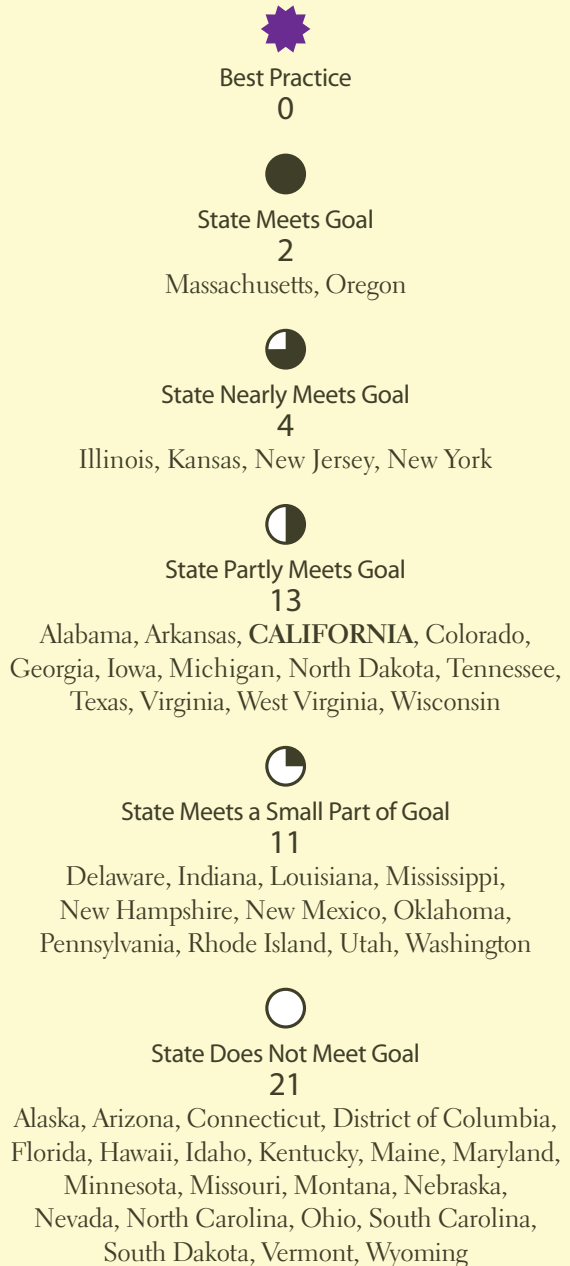 Best Practice
0
State Meets Goal
2
Massachusetts, Oregon
State Nearly Meets Goal
4
Illinois, Kansas, New Jersey, New York
State Partly Meets Goal
13
Alabama, Arkansas, CALIFORNIA, Colorado,
Georgia, Iowa, Michigan, North Dakota, Tennessee,
Texas, Virginia, West Virginia, Wisconsin
State Meets a Small Part of Goal
11
Delaware, Indiana, Louisiana, Mississippi,
New Hampshire, New Mexico, Oklahoma,
Pennsylvania, Rhode Island, Utah, Washington
State Does Not Meet Goal
21
Alaska, Arizona, Connecticut, District of Columbia,
Florida, Hawaii, Idaho, Kentucky, Maine, Maryland,
Minnesota, Missouri, Montana, Nebraska,
Nevada, North Carolina, Ohio, South Carolina,
South Dakota, Vermont, Wyoming